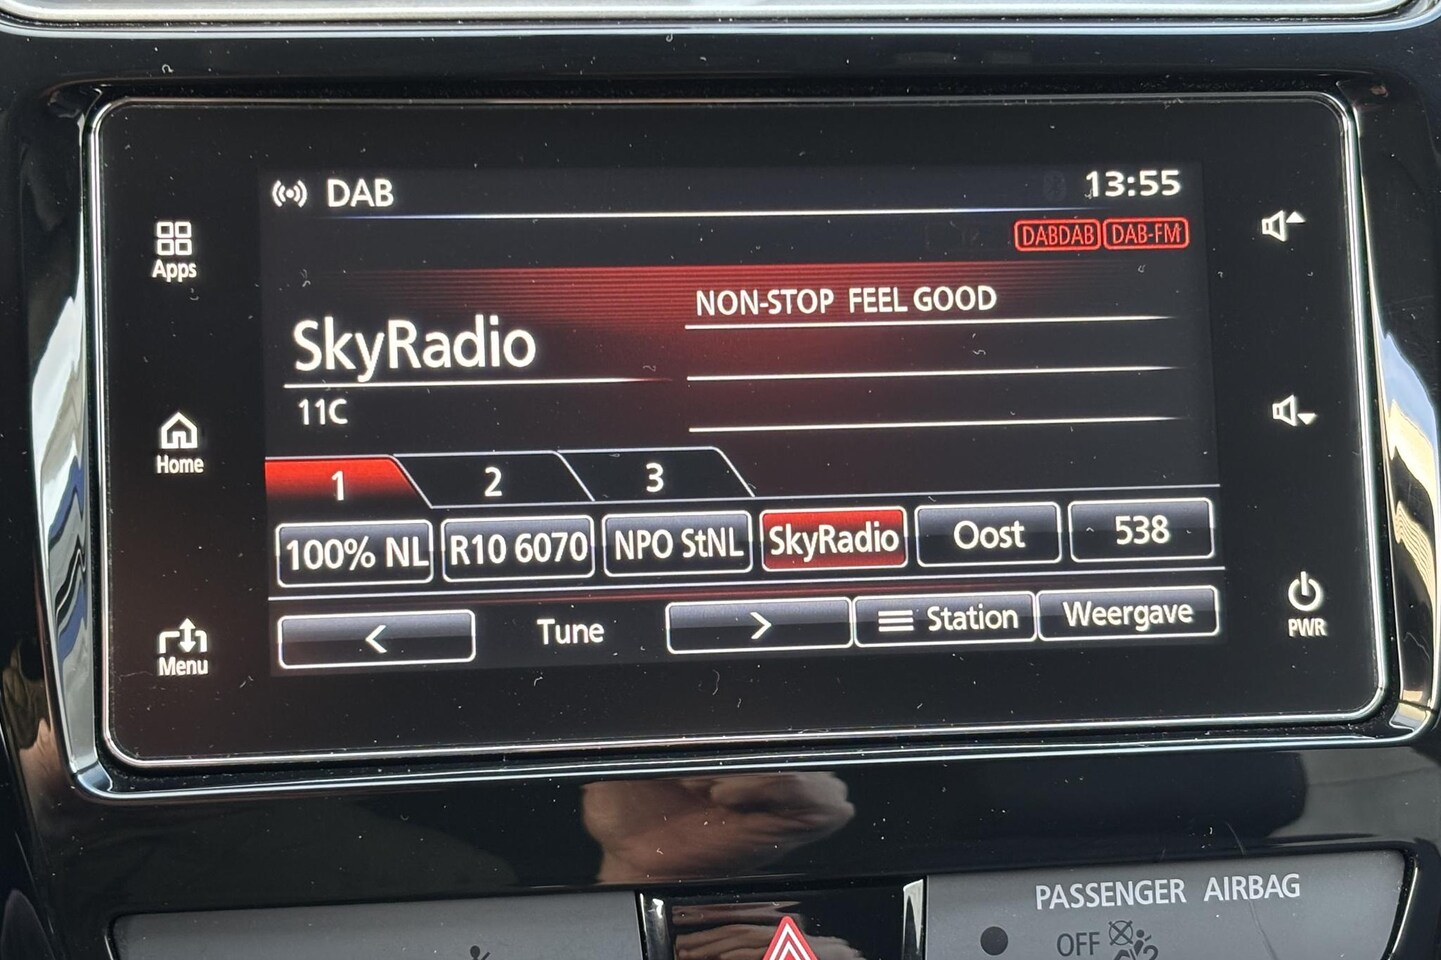 DAB
13:55
DABDAB DAB-FM
Apps
NON-STOP FEEL GOOD
SkyRadio
11C
Home
1 2 3
100% NL R10 6070 NPO StNL SkyRadio Oost 538
< Tune > Station Weergave
Menu
PWR
PASSENGER AIRBAG
OFF